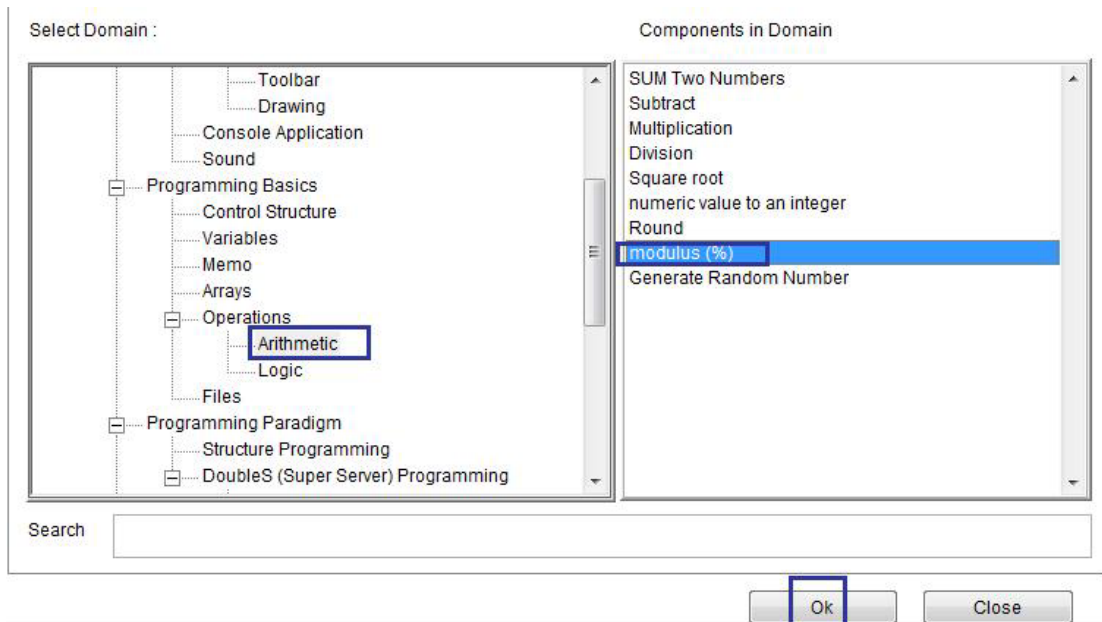 Select Domain :
Components in Domain
Toolbar
Drawing
Console Application
Sound
Programming Basics
Control Structure
Variables
Memo
Arrays
Operations
Arithmetic
Logic
Files
Programming Paradigm
Structure Programming
DoubleS (Super Server) Programming
SUM Two Numbers
Subtract
Multiplication
Division
Square root
numeric value to an integer
Round
modulus (%)
Generate Random Number
Search
Ok
Close